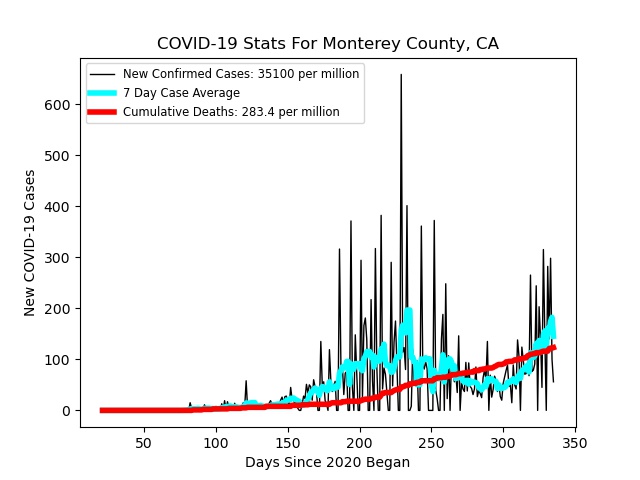 COVID-19 Stats For Monterey County, CA
New Confirmed Cases: 35100 per million
7 Day Case Average
Cumulative Deaths: 283.4 per million
New COVID-19 Cases
600
500
400
300
200
100
0
50 100 150 200 250 300 350
Days Since 2020 Began